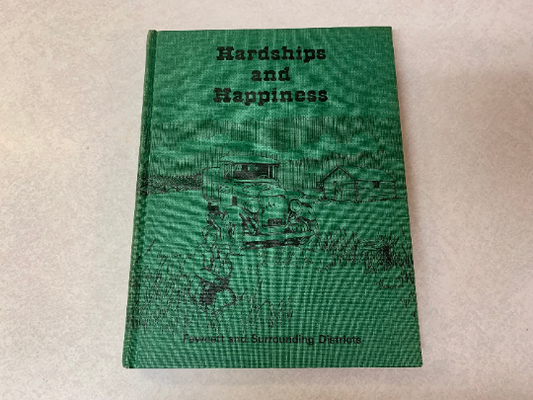 Hardships
and
Happiness
Fawcett and Surrounding Districts